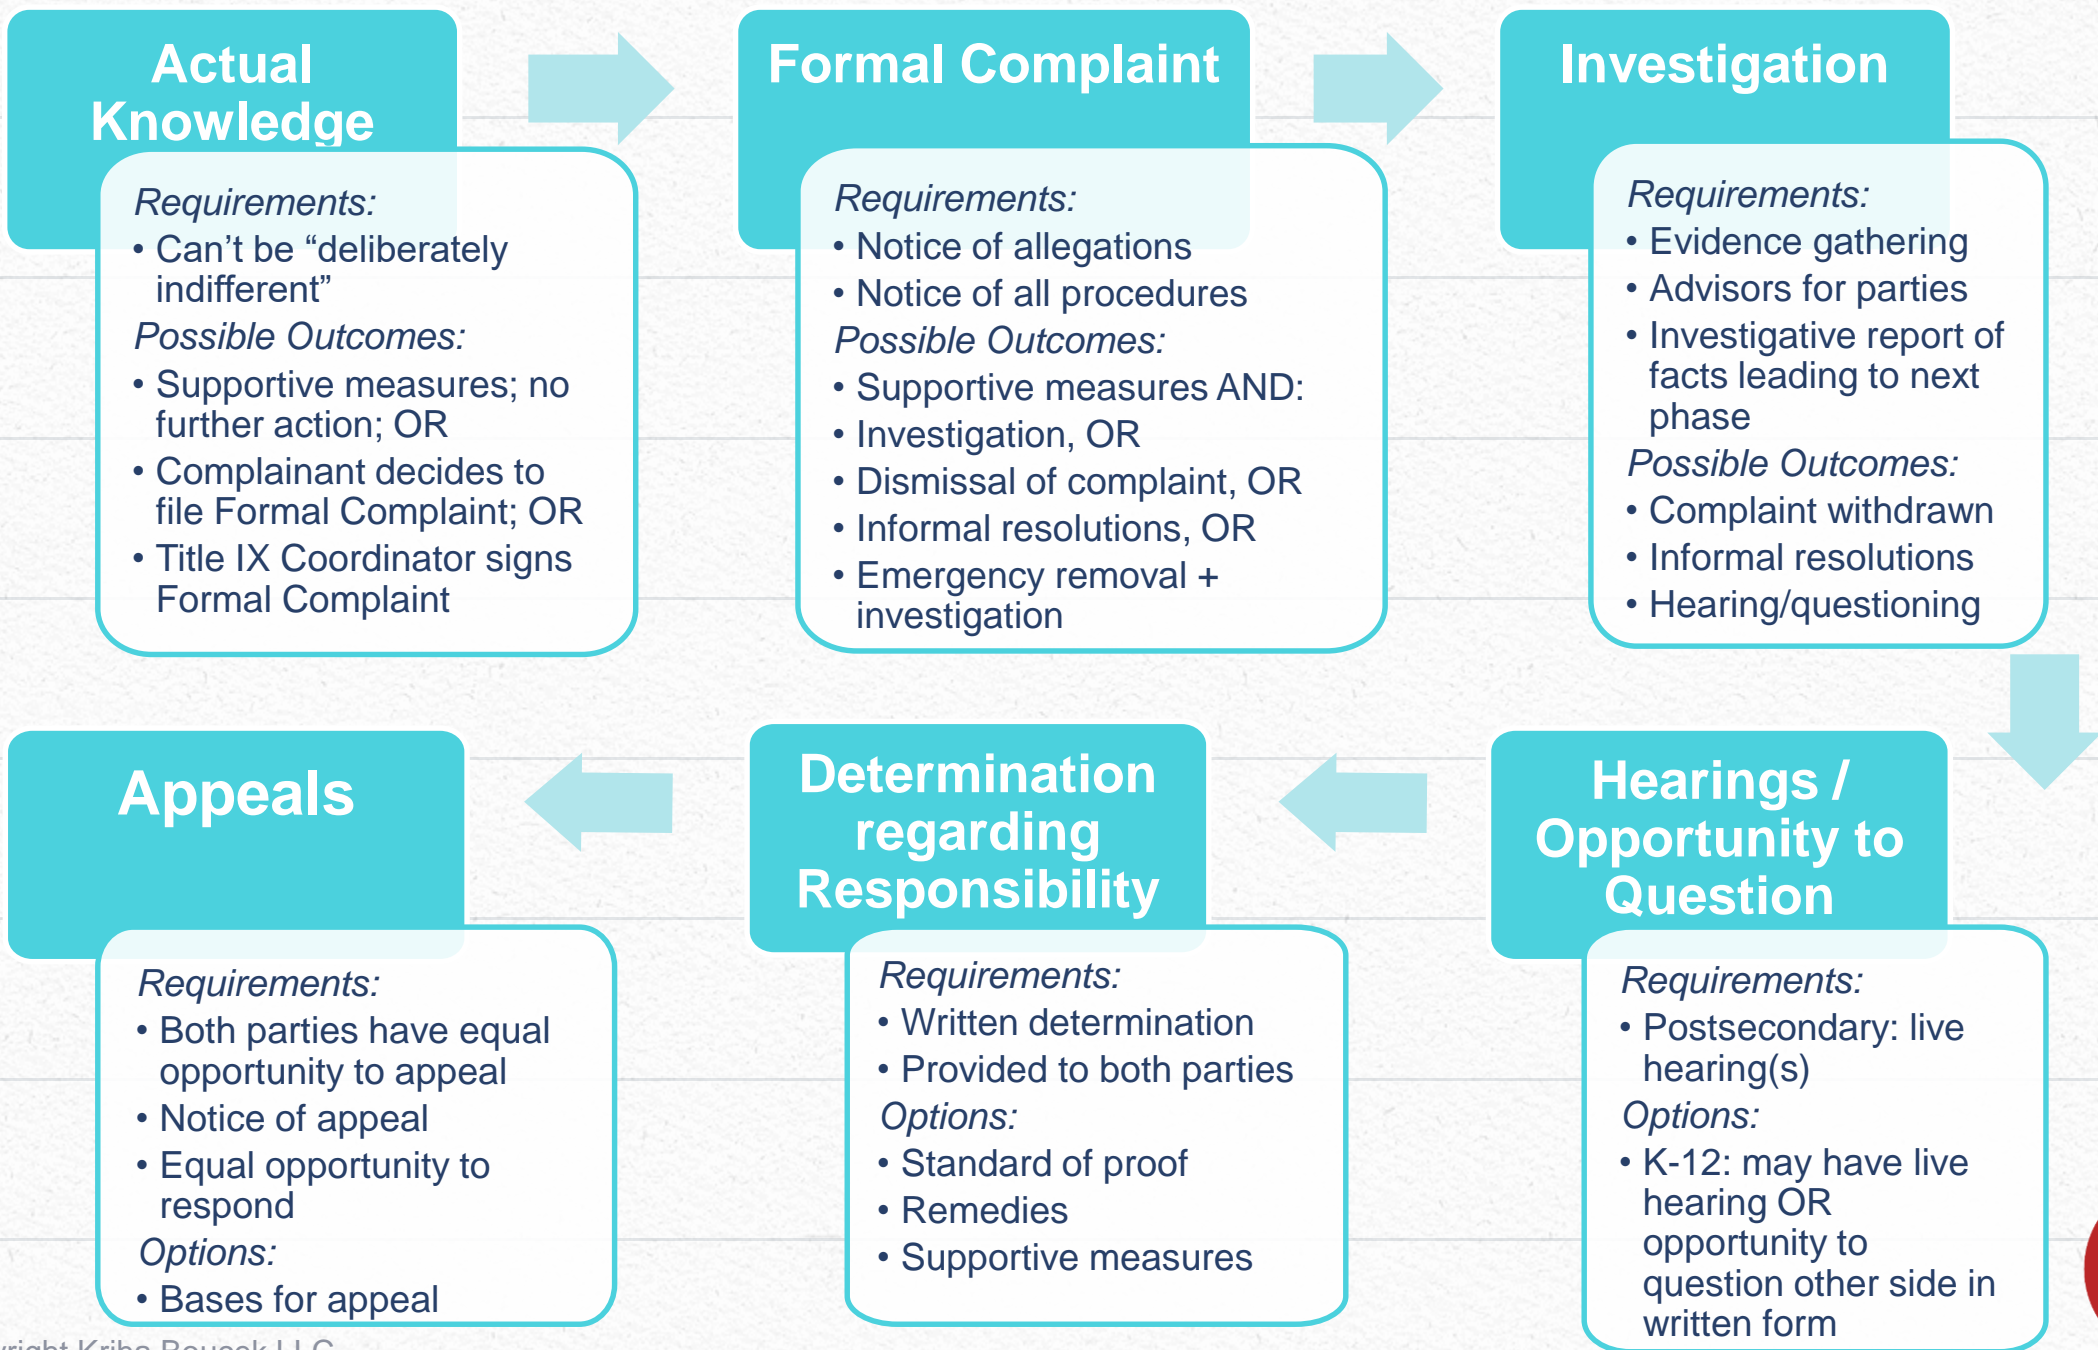 Actual
Knowledge
Requirements:
• Can’t be “deliberately
indifferent”
Possible Outcomes:
• Supportive measures; no
further action; OR
• Complainant decides to
file Formal Complaint; OR
• Title IX Coordinator signs
Formal Complaint
Formal Complaint
Requirements:
• Notice of allegations
• Notice of all procedures
Possible Outcomes:
• Supportive measures AND:
• Investigation, OR
• Dismissal of complaint, OR
• Informal resolutions, OR
• Emergency removal +
investigation
Investigation
Requirements:
• Evidence gathering
• Advisors for parties
• Investigative report of
facts leading to next
phase
Possible Outcomes:
• Complaint withdrawn
• Informal resolutions
• Hearing/questioning
Hearings /
Opportunity to
Question
Requirements:
• Postsecondary: live
hearing(s)
Options:
• K-12: may have live
hearing OR
opportunity to
question other side in
written form
Determination
regarding
Responsibility
Requirements:
• Written determination
• Provided to both parties
Options:
• Standard of proof
• Remedies
• Supportive measures
Appeals
Requirements:
• Both parties have equal
opportunity to appeal
• Notice of appeal
• Equal opportunity to
respond
Options:
• Bases for appeal